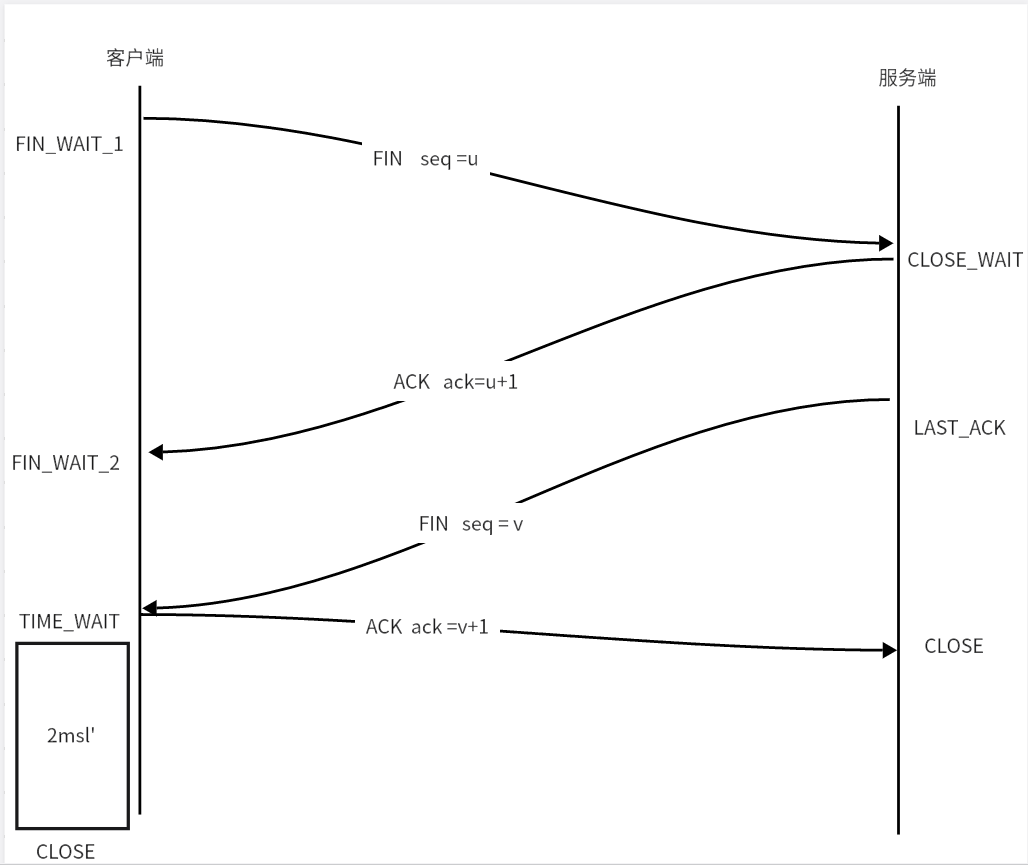 客户端
服务端
FIN_WAIT_1
FIN seq =u
CLOSE_WAIT
ACK ack=u+1
LAST_ACK
FIN_WAIT_2
FIN seq = v
TIME_WAIT
ACK ack =v+1
CLOSE
2msl'
CLOSE